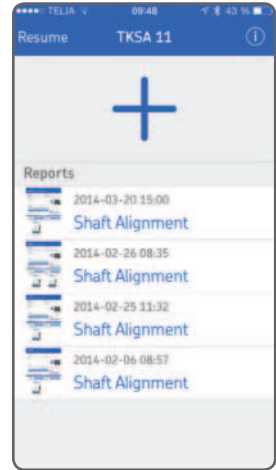 TELIA 09:48 43 %
Resume TKSA 11
Reports
2014-03-20 15:00
Shaft Alignment
2014-02-26 08:35
Shaft Alignment
2014-02-25 11:32
Shaft Alignment
2014-02-06 08:57
Shaft Alignment